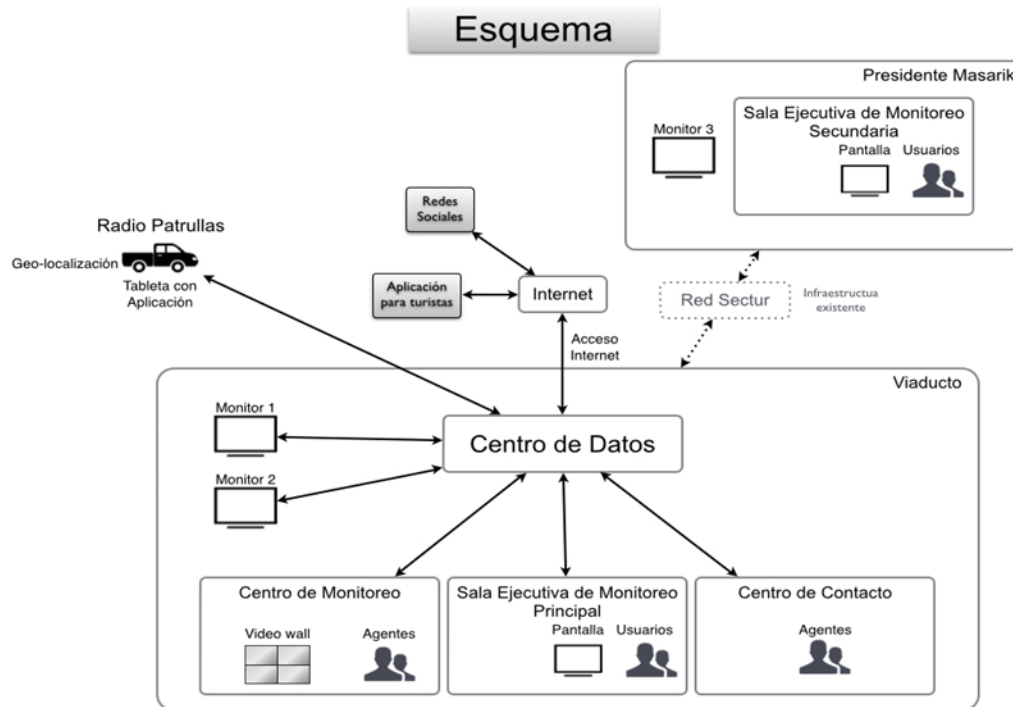 Esquema
Presidente Masarik
Sala Ejecutiva de Monitoreo
Secundaria
Monitor 3
Pantalla
Usuarios
Redes
Sociales
Radio Patrullas
Geo-localización
Tableta con
Aplicación
Aplicación
para turistas
Internet
Red Sectur
Infraestructua
existente
Acceso
Internet
Viaducto
Monitor 1
Centro de Datos
Monitor 2
Centro de Monitoreo
Video wall
Agentes
Sala Ejecutiva de Monitoreo
Principal
Pantalla
Usuarios
Centro de Contacto
Agentes